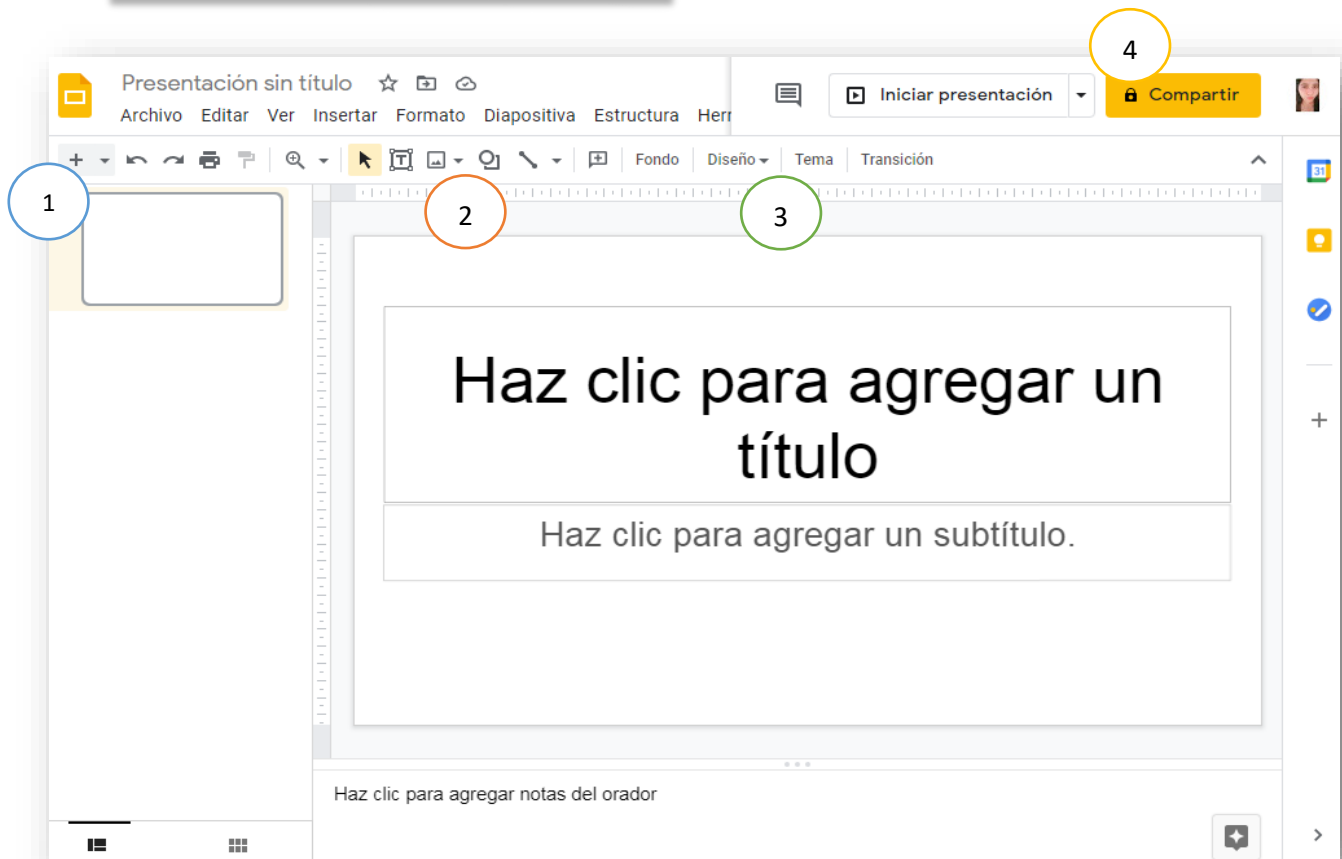 4
Presentación sin título
Iniciar presentación
Compartir
Archivo Editar Ver Insertar Formato Diapositiva Estructura Herr
Fondo Diseño Tema Transición
31
1
2
3
Haz clic para agregar un
título
Haz clic para agregar un subtítulo.
Haz clic para agregar notas del orador